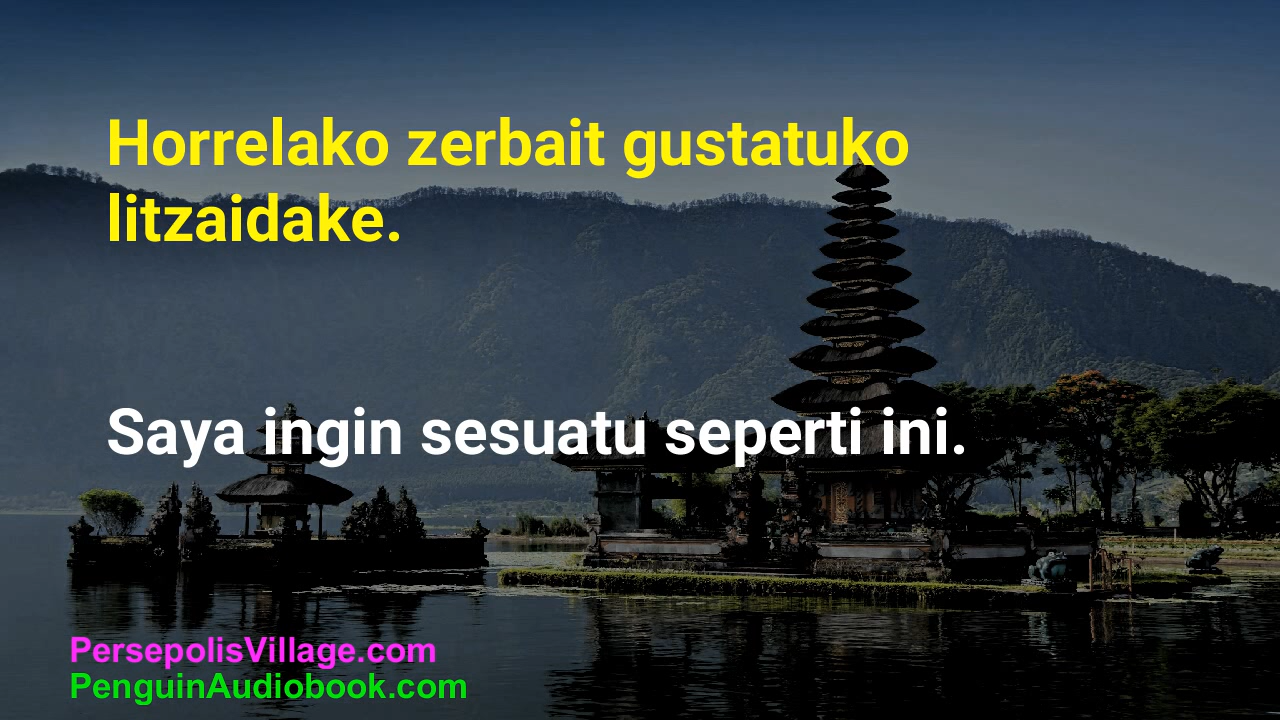 Horrelako zerbait gustatuko
litzaidake.
Saya ingin sesuatu seperti ini.
PersepolisVillage.com
PenguinAudiobook.com